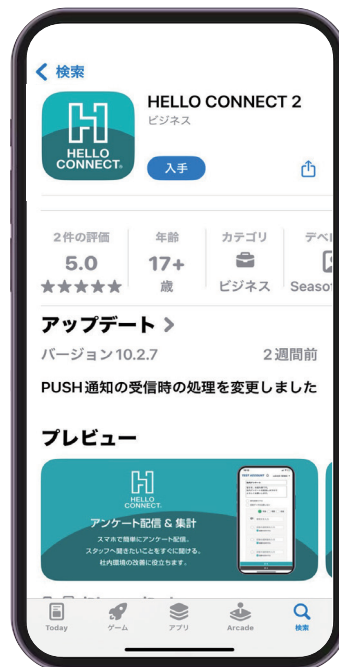 検索
HELLO CONNECT 2
ビジネス
HELLO
CONNECT®
入手
2件の評価
年齢
カテゴリ
デベ
5.0
17+
★★★★★
歳
ビジネス
Seaso
アップデート
バージョン 10.2.7
2週間前
PUSH通知の受信時の処理を変更しました
プレビュー
HELLO
CONNECT®
アンケート配信 & 集計
スマホで簡単にアンケート配信。
スタッフへ聞きたいことをすぐに聞ける。
社内環境の改善に役立ちます。
Today
ゲーム
アプリ
Arcade
検索